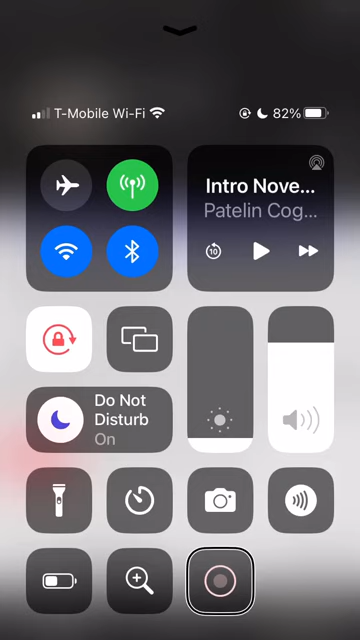 T-Mobile Wi-Fi
82%
Intro Nove...
Patelin Cog...
10
Do Not
Disturb
On